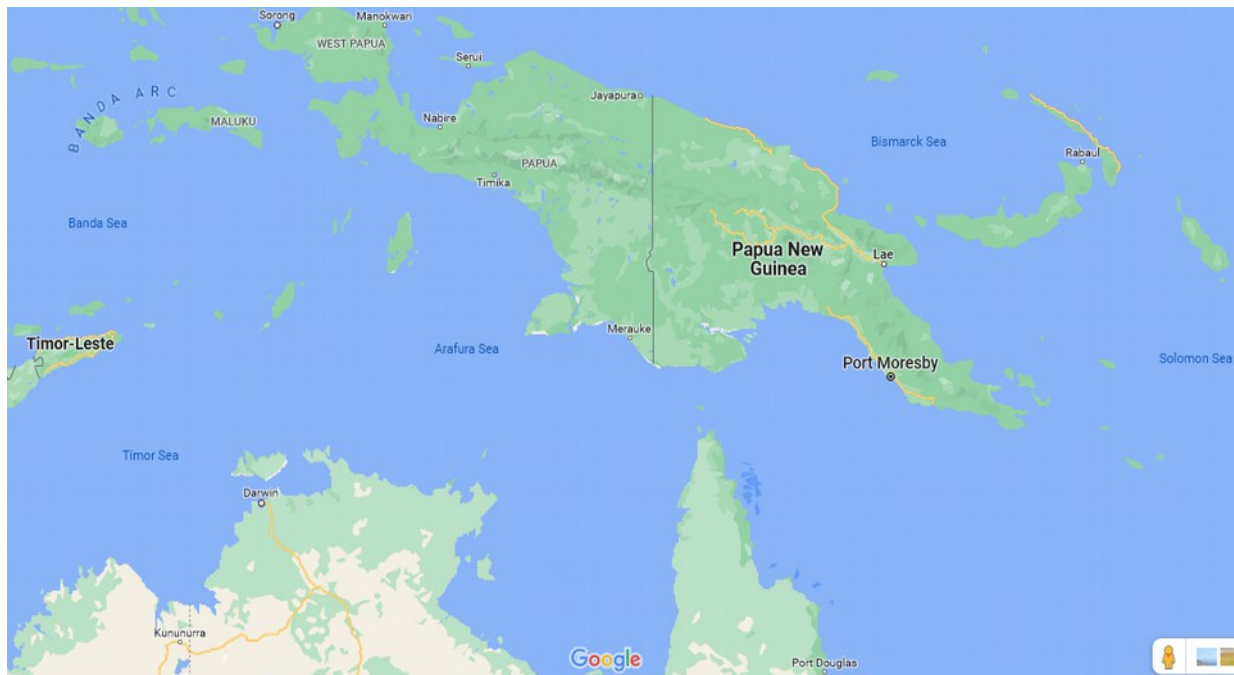 Sorong
Manokwari
WEST PAPUA
Serui
Jayapura
BANDA ARC
MALUKU
Nabire
Bismarck Sea
Rabaul
PAPUA
Timika
Banda Sea
Papua New
Guinea
Lae
Merauke
Timor-Leste
Arafura Sea
Solomon Sea
Port Moresby
Timor Sea
Darwin
Kununurra
Google
Port Douglas